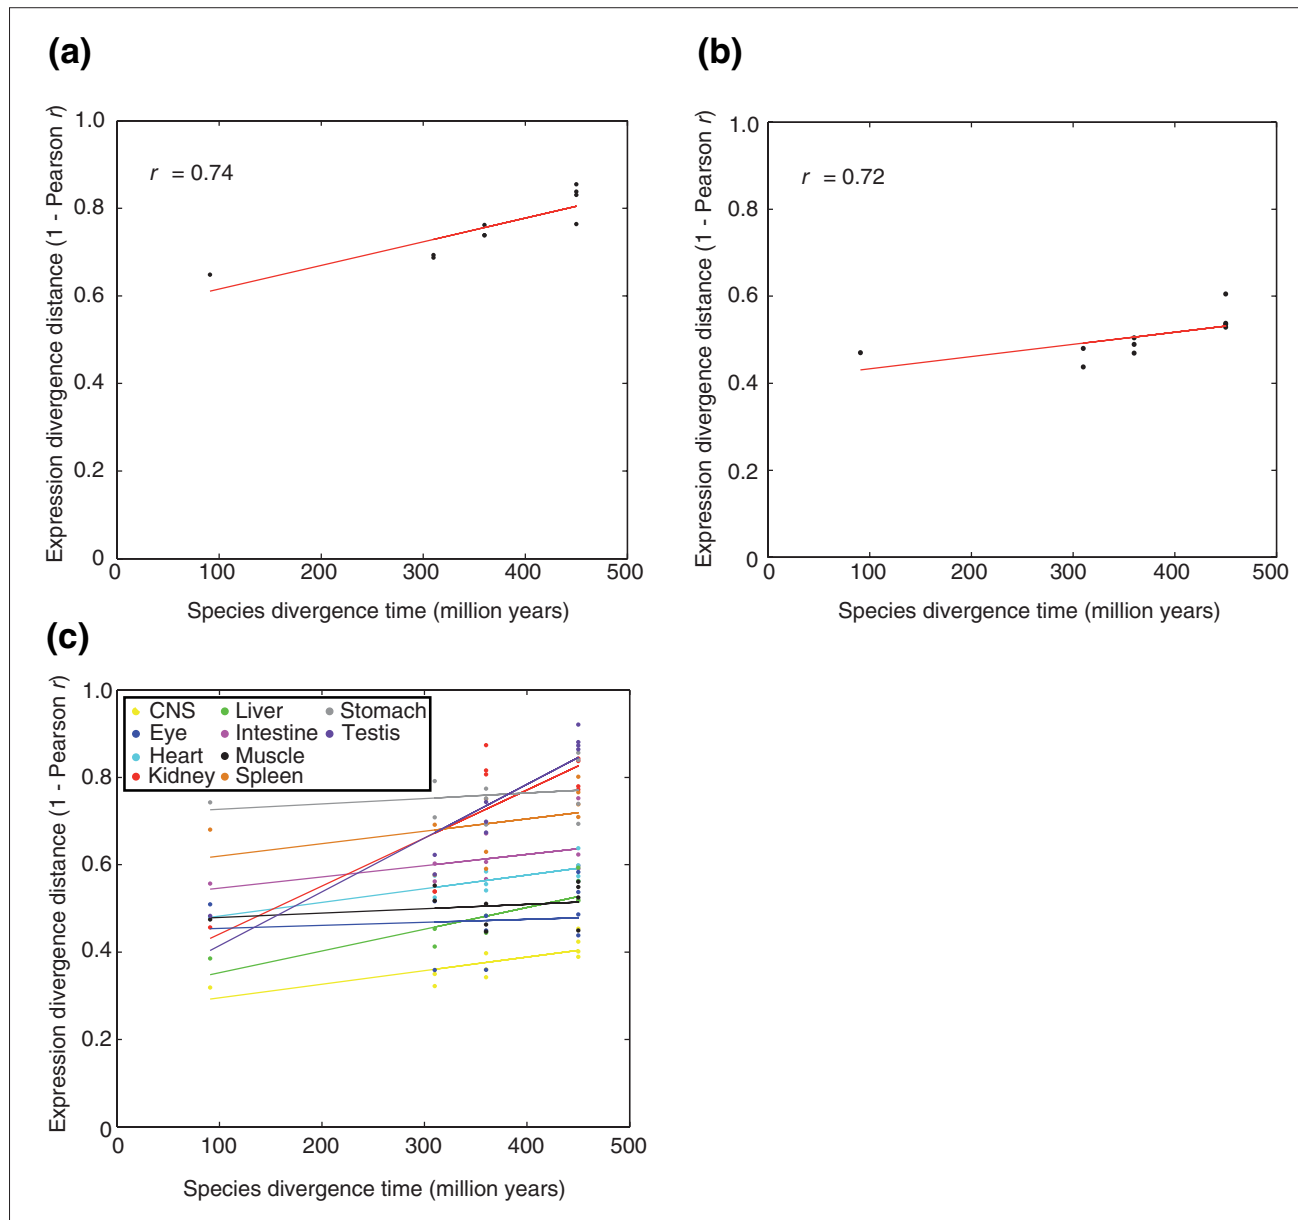 (a)
Expression divergence distance (1 - Pearson r)
1.0
0.8
0.6
0.4
0.2
0
r = 0.74
0 100 200 300 400 500
Species divergence time (million years)
(b)
Expression divergence distance (1 - Pearson r)
1.0
0.8
0.6
0.4
0.2
0
r = 0.72
0 100 200 300 400 500
Species divergence time (million years)
(c)
Expression divergence distance (1 - Pearson r)
1.0
0.8
0.6
0.4
0.2
0
CNS Liver Stomach
Eye Intestine Testis
Heart Muscle
Kidney Spleen
0 100 200 300 400 500
Species divergence time (million years)